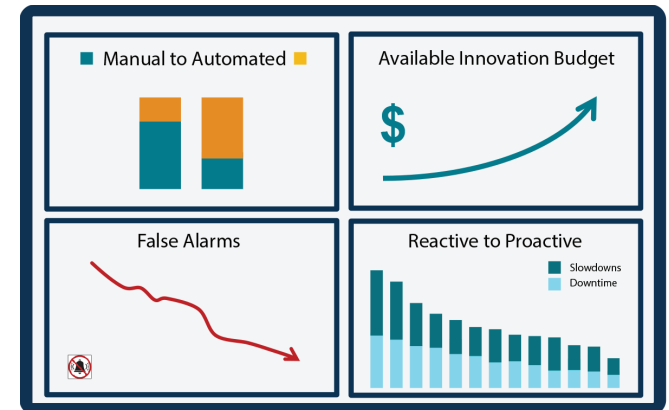 Manual to Automated
Available Innovation Budget
$
False Alarms
Reactive to Proactive
Slowdowns
Downtime